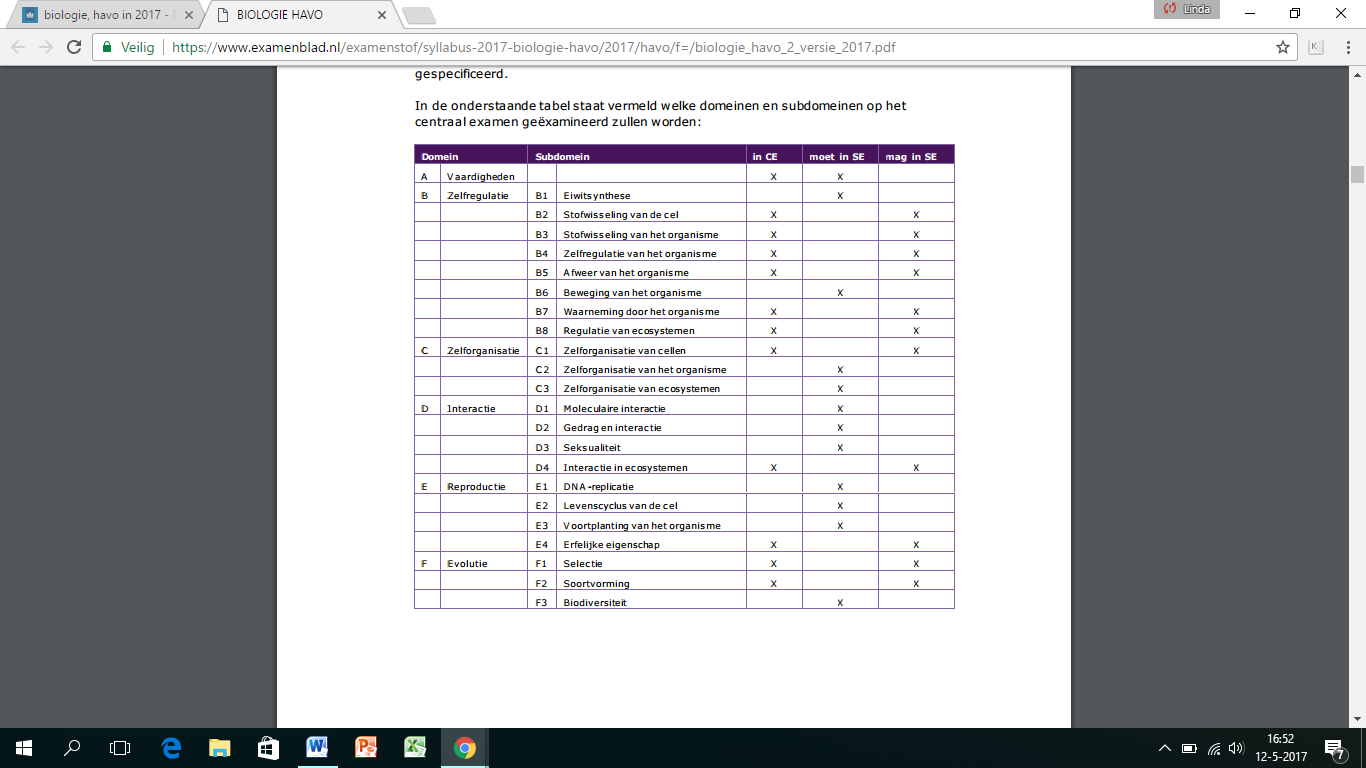 biologie, havo in 2017 -
BIOLOGIE HAVO
Linda
Veilig
https://www.examenblad.nl/examenstof/syllabus-2017-biologie-havo/2017/havo/f=/biologie_havo_2_versie_2017.pdf
gespecificeerd.
In de onderstaande tabel staat vermeld welke domeinen en subdomeinen op het
centraal examen geëxamineerd zullen worden:
Domein Subdomein in CE moet in SE mag in SE
A Vaardigheden X X
B Zelfregulatie B1 Eiwitsynthese X
B2 Stofwisseling van de cel X X
B3 Stofwisseling van het organisme X X
B4 Zelfregulatie van het organisme X X
B5 Afweer van het organisme X X
B6 Beweging van het organisme X
B7 Waarneming door het organisme X X
B8 Regulatie van ecosystemen X X
C Zelforganisatie C1 Zelforganisatie van cellen X X
C2 Zelforganisatie van het organisme X
C3 Zelforganisatie van ecosystemen X
D Interactie D1 Moleculaire interactie X
D2 Gedrag en interactie X
D3 Seksualiteit X
D4 Interactie in ecosystemen X X
E Reproductie E1 DNA-replicatie X
E2 Levenscyclus van de cel X
E3 Voortplanting van het organisme X
E4 Erfelijke eigenschap X X
F Evolutie F1 Selectie X X
F2 Soortvorming X X
F3 Biodiversiteit X
16:52
12-5-2017
7